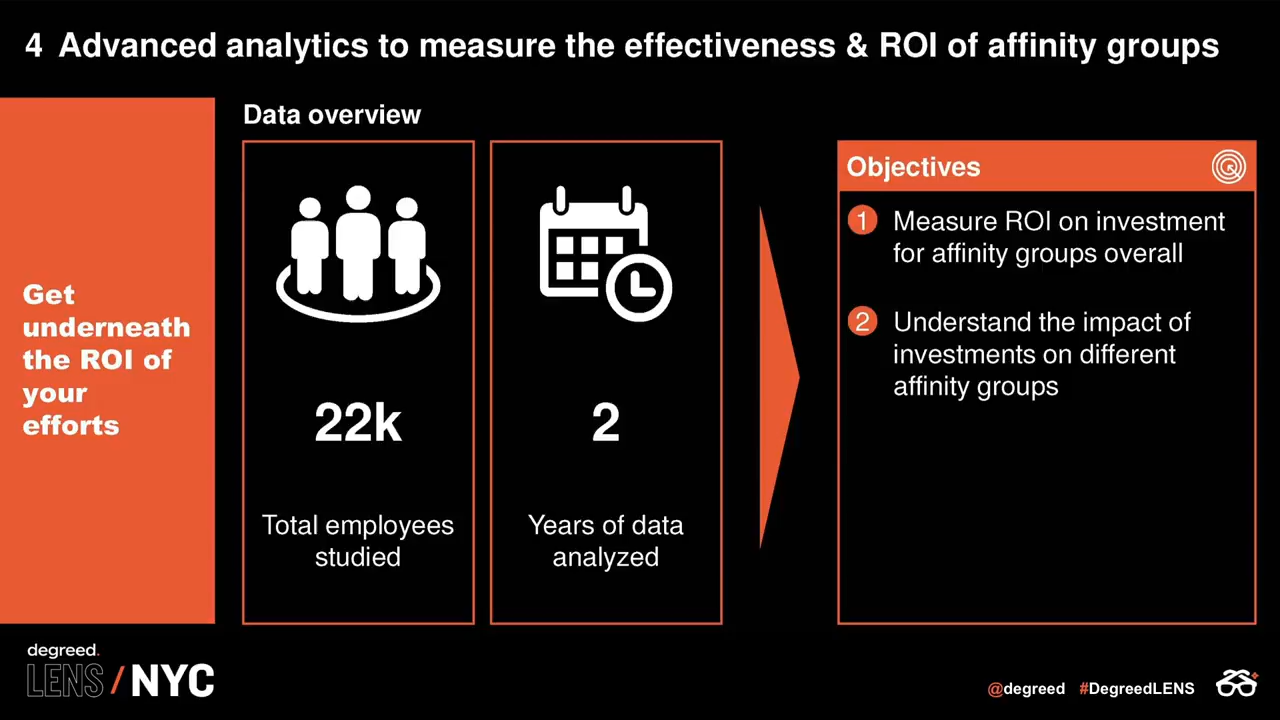 4 Advanced analytics to measure the effectiveness & ROI of affinity groups
Get
underneath
the ROI of
your
efforts
Data overview
22k
Total employees
studied
2
Years of data
analyzed
Objectives
1 Measure ROI on investment
for affinity groups overall
2 Understand the impact of
investments on different
affinity groups
degreed.
LENS / NYC
@degreed #DegreedLENS